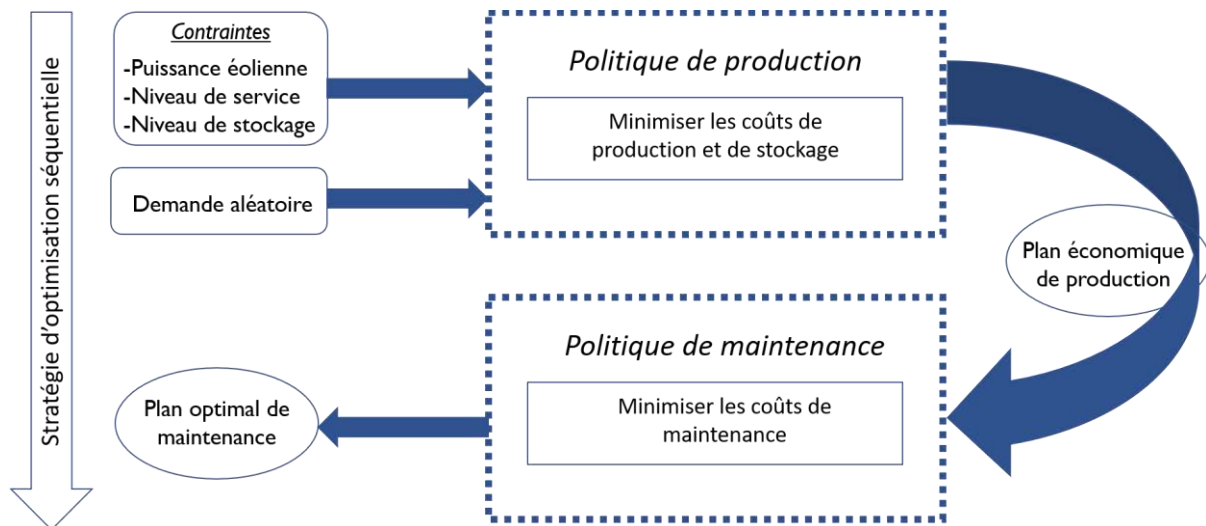 Stratégie d'optimisation séquentielle
Contraintes
-Puissance éolienne
-Niveau de service
-Niveau de stockage
Demande aléatoire
Politique de production
Minimiser les coûts de
production et de stockage
Plan économique
de production
Politique de maintenance
Minimiser les coûts de
maintenance
Plan optimal de
maintenance